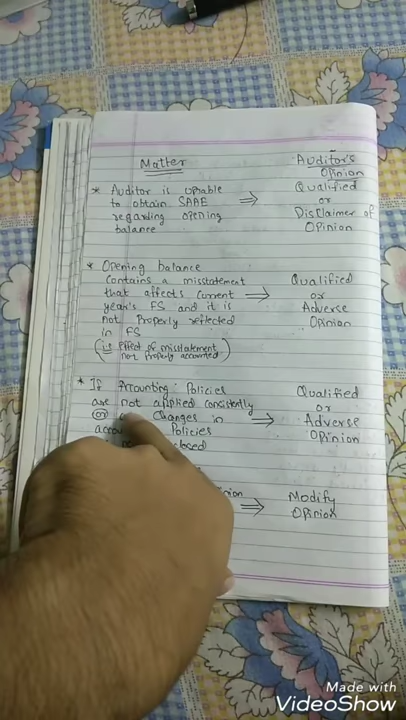 Matter
Auditor's
Opinion
* Auditor is unable
to obtain SAAE ⇒
regarding opening
balance
Qualified
or
Disclaimer of
Opinion
* Opening balance
contains a misstatement
that affects current ⇒
year's FS and it is
not Properly reflected
in FS
(ie effect of misstatement
not properly accounted)
Qualified
or
Adverse
Opinion
* If Accounting Policies
are not applied consistently
or Changes in ⇒
Policies
Qualified
or
Adverse
Opinion
⇒
Modify
Opinion
Made with
VideoShow